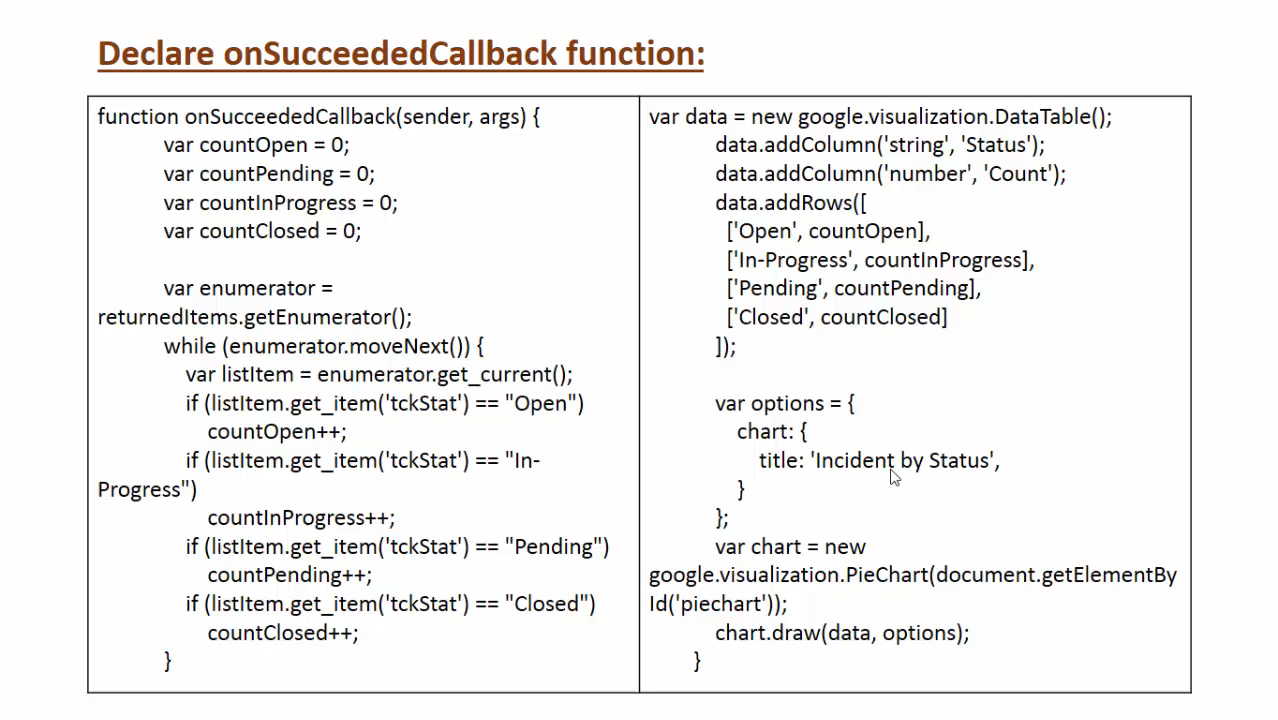 Declare onSucceededCallback function:
function onSucceededCallback(sender, args) {
var countOpen = 0;
var countPending = 0;
var countInProgress = 0;
var countClosed = 0;
var enumerator =
returnedItems.getEnumerator();
while (enumerator.moveNext()) {
var listItem = enumerator.get_current();
if (listItem.get_item('tckStat') == "Open")
countOpen++;
if (listItem.get_item('tckStat') == "In-
Progress")
countInProgress++;
if (listItem.get_item('tckStat') == "Pending")
countPending++;
if (listItem.get_item('tckStat') == "Closed")
countClosed++;
}
var data = new google.visualization.DataTable();
data.addColumn('string', 'Status');
data.addColumn('number', 'Count');
data.addRows([
['Open', countOpen],
['In-Progress', countInProgress],
['Pending', countPending],
['Closed', countClosed]
]);
var options = {
chart: {
title: 'Incident by Status',
}
};
var chart = new
google.visualization.PieChart(document.getElementBy
Id('piechart'));
chart.draw(data, options);
}